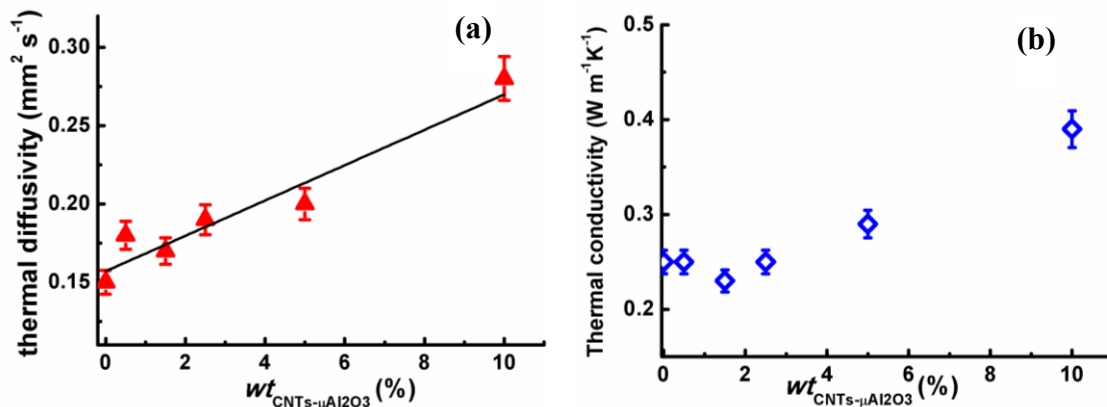 (a)
thermal diffusivity (mm² s⁻¹)
0.30
0.25
0.20
0.15
0 2 4 6 8 10
wt_CNTs-μAl2O3 (%)
(b)
Thermal conductivity (W m⁻¹K⁻¹)
0.5
0.4
0.3
0.2
0 2 4 6 8 10
wt_CNTs-μAl2O3 (%)